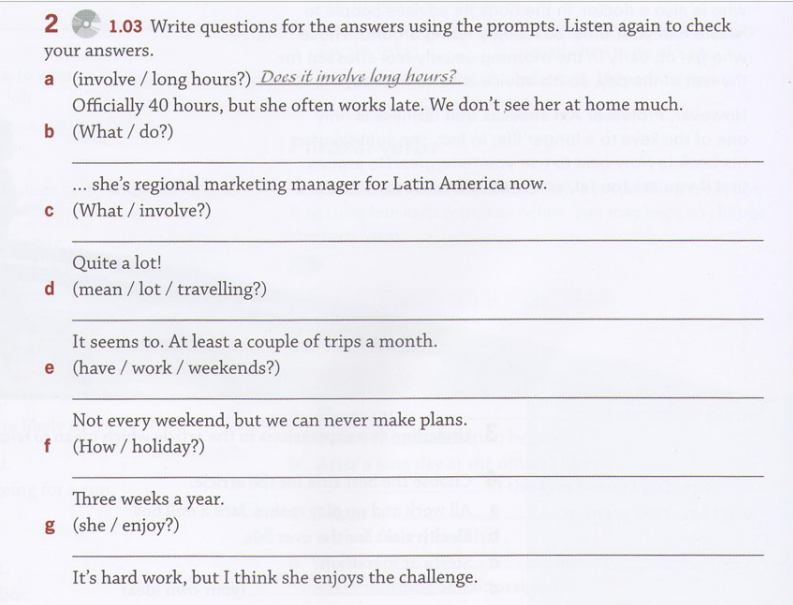 2 1.03 Write questions for the answers using the prompts. Listen again to check
your answers.
a (involve / long hours?) Does it involve long hours?
Officially 40 hours, but she often works late. We don't see her at home much.
b (What / do?)
... she's regional marketing manager for Latin America now.
c (What / involve?)
Quite a lot!
d (mean / lot / travelling?)
It seems to. At least a couple of trips a month.
e (have / work / weekends?)
Not every weekend, but we can never make plans.
f (How / holiday?)
Three weeks a year.
g (she / enjoy?)
It's hard work, but I think she enjoys the challenge.